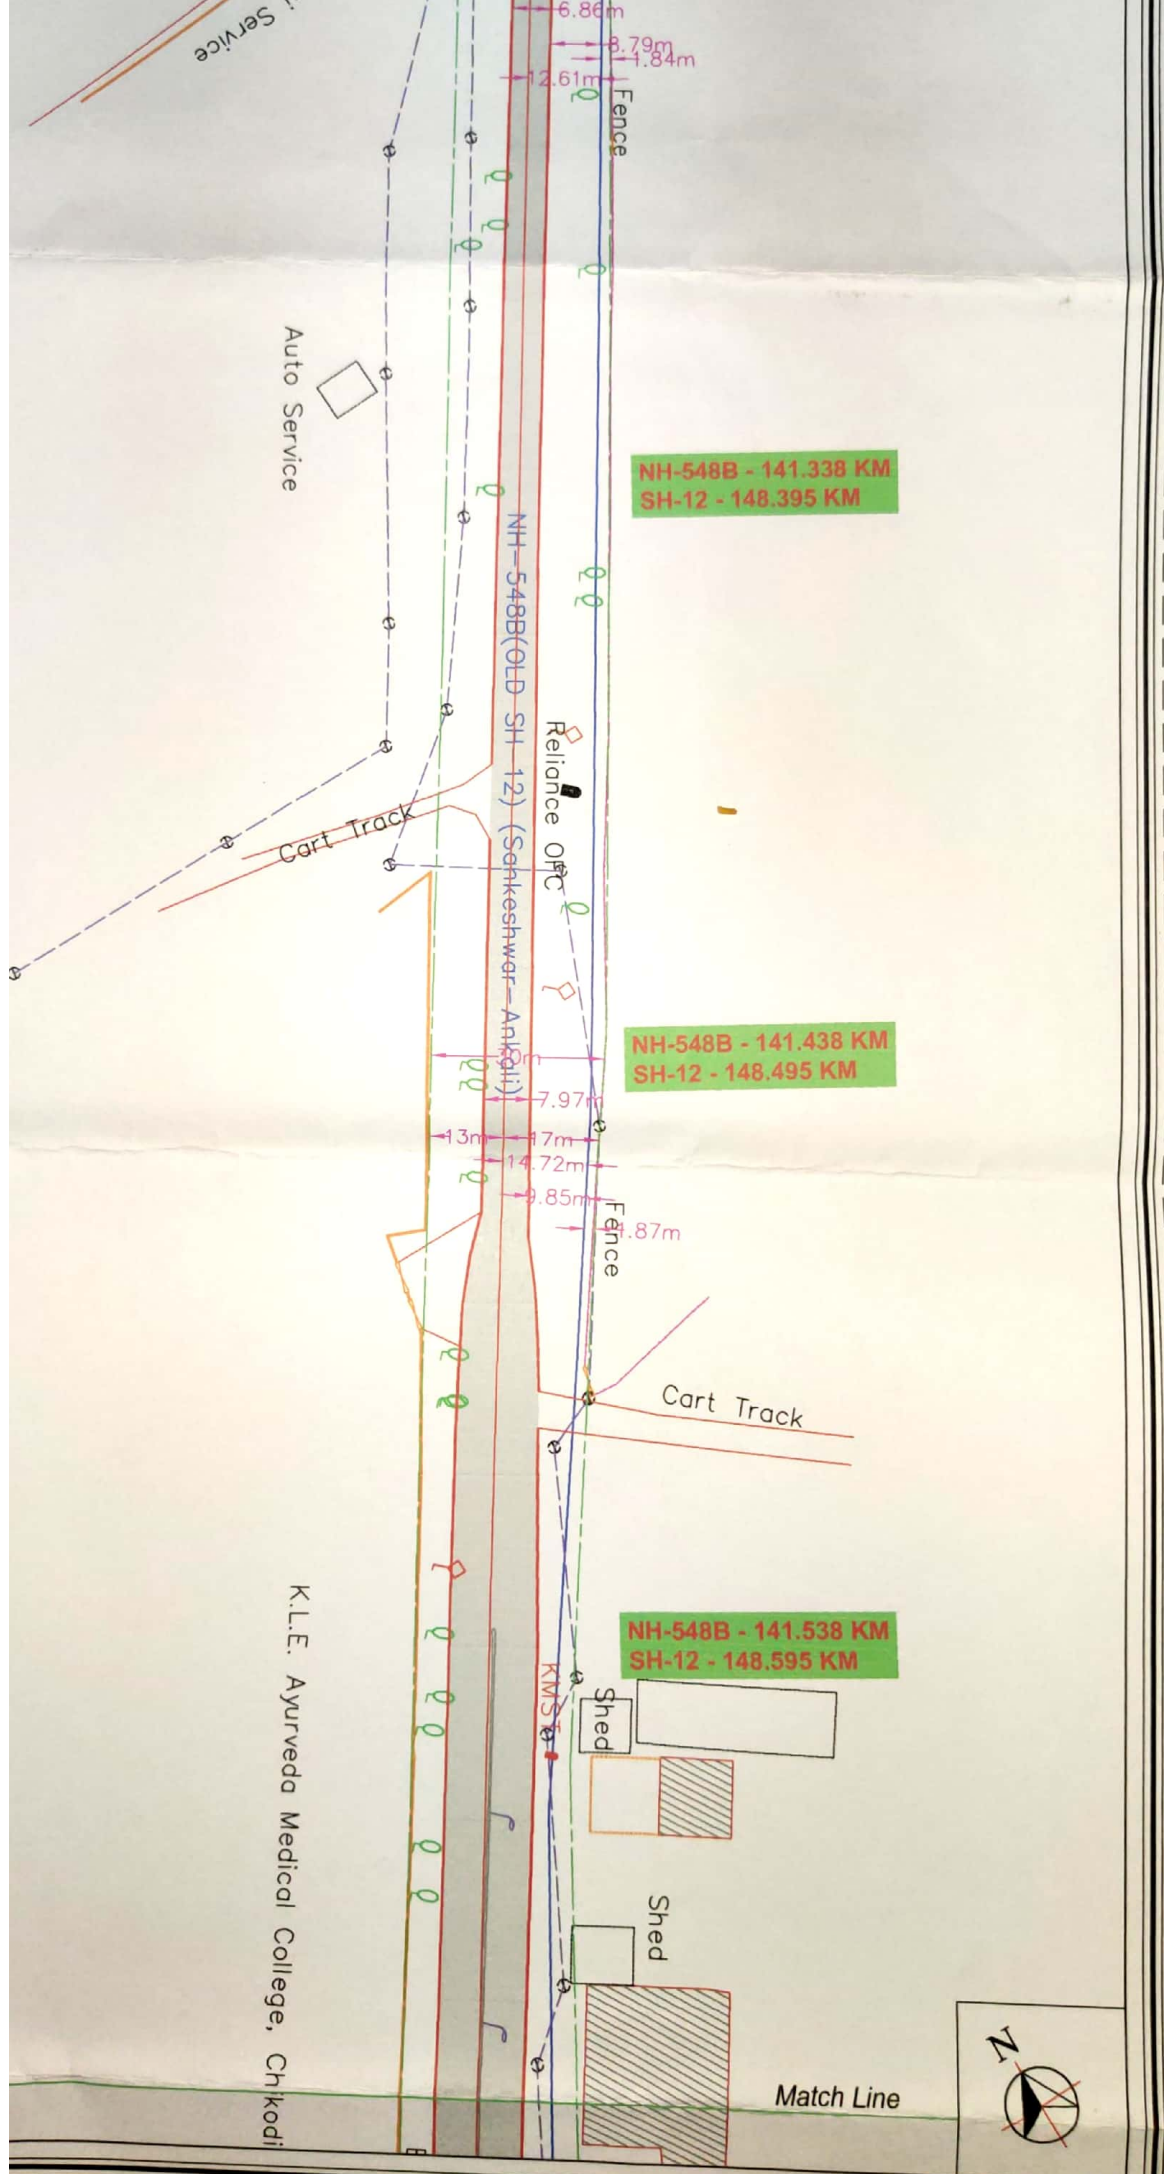 Service
6.86m
8.79m
1.84m
12.61m
Fence
Auto Service
NH-548B - 141.338 KM
SH-12 - 148.395 KM
NH-548B(OLD SH 12) (Sankeshwar-Ankali)
Reliance OFC
Cart Track
NH-548B - 141.438 KM
SH-12 - 148.495 KM
30m
7.97m
13m
17m
14.72m
9.85m
1.87m
Fence
Cart Track
NH-548B - 141.538 KM
SH-12 - 148.595 KM
KMST
Shed
K.L.E. Ayurveda Medical College, Chikodi
Shed
N
Match Line